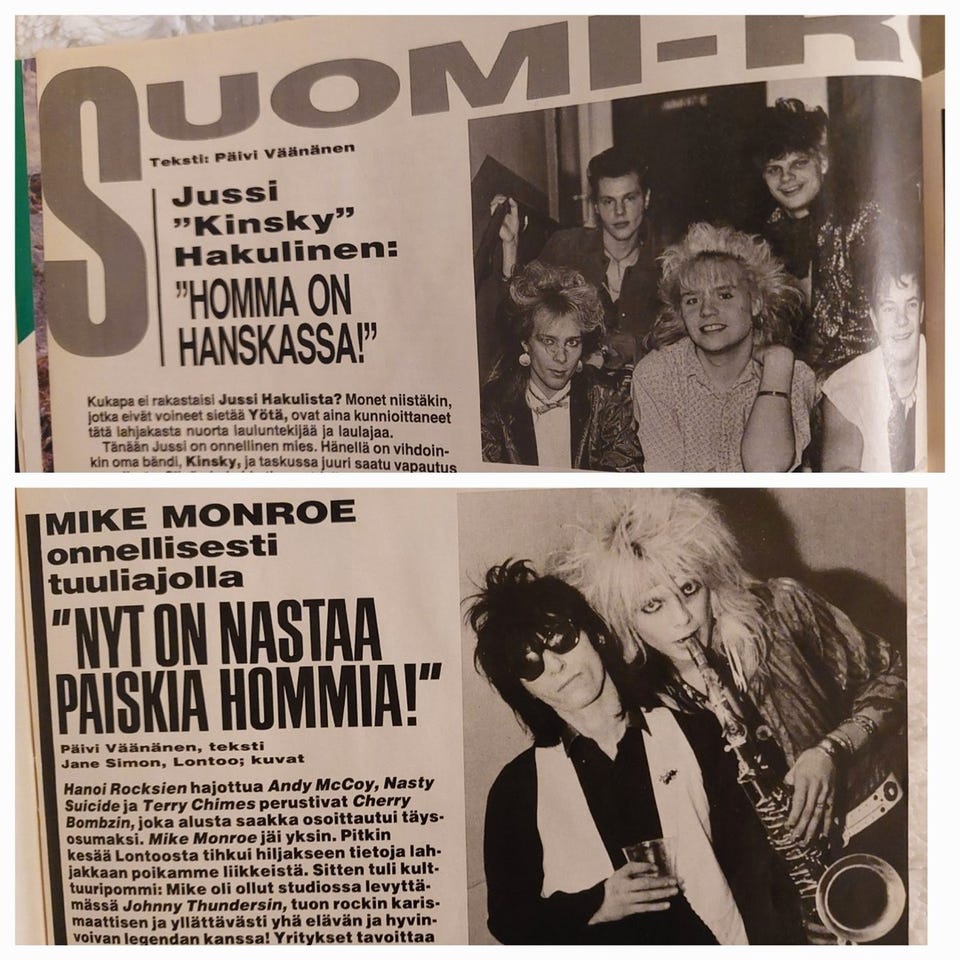 SUOMI-R
Teksti: Päivi Väänänen
Jussi
"Kinsky"
Hakulinen:
"HOMMA ON
HANSKASSA!"
Kukapa ei rakastaisi Jussi Hakulista? Monet niistäkin,
jotka eivät voineet sietää Yötä, ovat aina kunnioittaneet
tätä lahjakasta nuorta lauluntekijää ja laulajaa.
Tänään Jussi on onnellinen mies. Hänellä on vihdoin-
kin oma bändi, Kinsky, ja taskussa juuri saatu vapautus
MIKE MONROE
onnellisesti
tuuliajolla
"NYT ON NASTAA
PAISKIA HOMMIA!"
Päivi Väänänen, teksti
Jane Simon, Lontoo; kuvat
Hanoi Rocksien hajottua Andy McCoy, Nasty
Suicide ja Terry Chimes perustivat Cherry
Bombzin, joka alusta saakka osoittautui täys-
osumaksi. Mike Monroe jäi yksin. Pitkin
kesää Lontoosta tihkui hiljakseen tietoja lah-
jakkaan poikamme liikkeistä. Sitten tuli kult-
tuuripommi: Mike oli ollut studiossa levyttä-
mässä Johnny Thundersin, tuon rockin karis-
maattisen ja yllättävästi yhä elävän ja hyvin-
voivan legendan kanssa! Yritykset tavoittaa